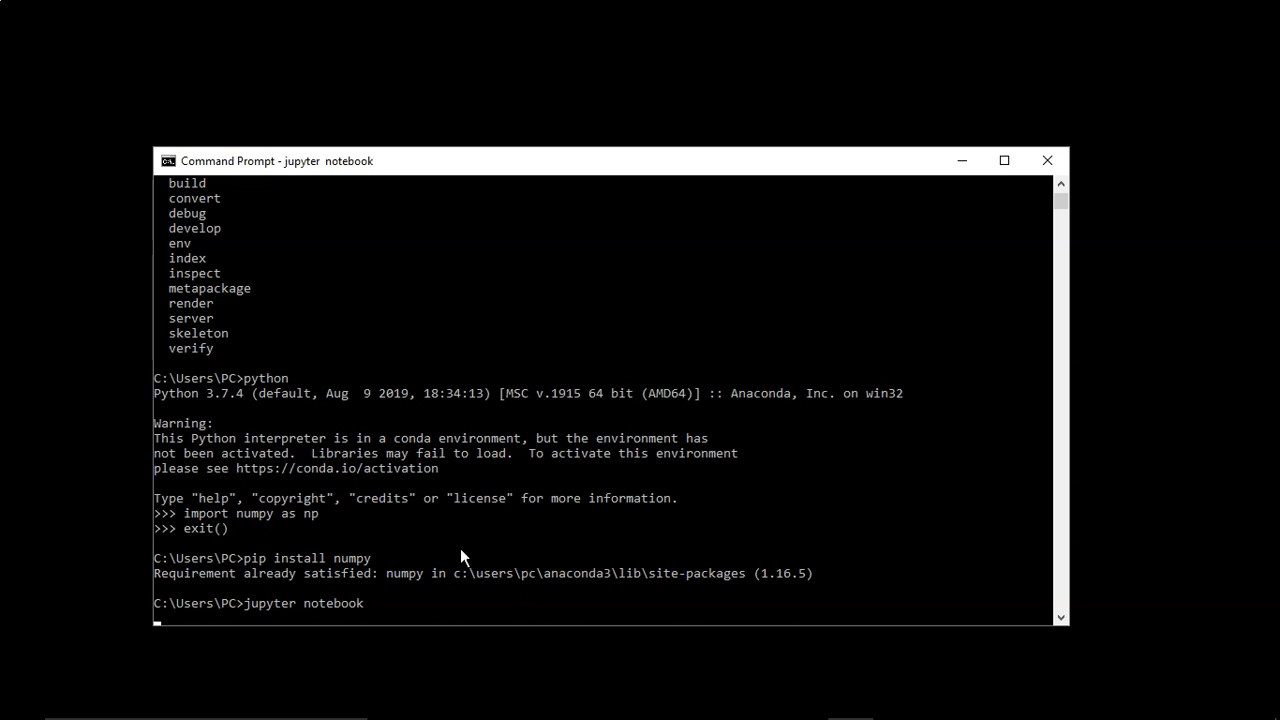 Command Prompt - jupyter  notebook
build
convert
debug
develop
env
index
inspect
metapackage
render
server
skeleton
verify
C:\Users\PC>python
Python 3.7.4 (default, Aug  9 2019, 18:34:13) [MSC v.1915 64 bit (AMD64)] :: Anaconda, Inc. on win32
Warning:
This Python interpreter is in a conda environment, but the environment has
not been activated.  Libraries may fail to load.  To activate this environment
please see https://conda.io/activation
Type "help", "copyright", "credits" or "license" for more information.
>>> import numpy as np
>>> exit()
C:\Users\PC>pip install numpy
Requirement already satisfied: numpy in c:\users\pc\anaconda3\lib\site-packages (1.16.5)
C:\Users\PC>jupyter notebook